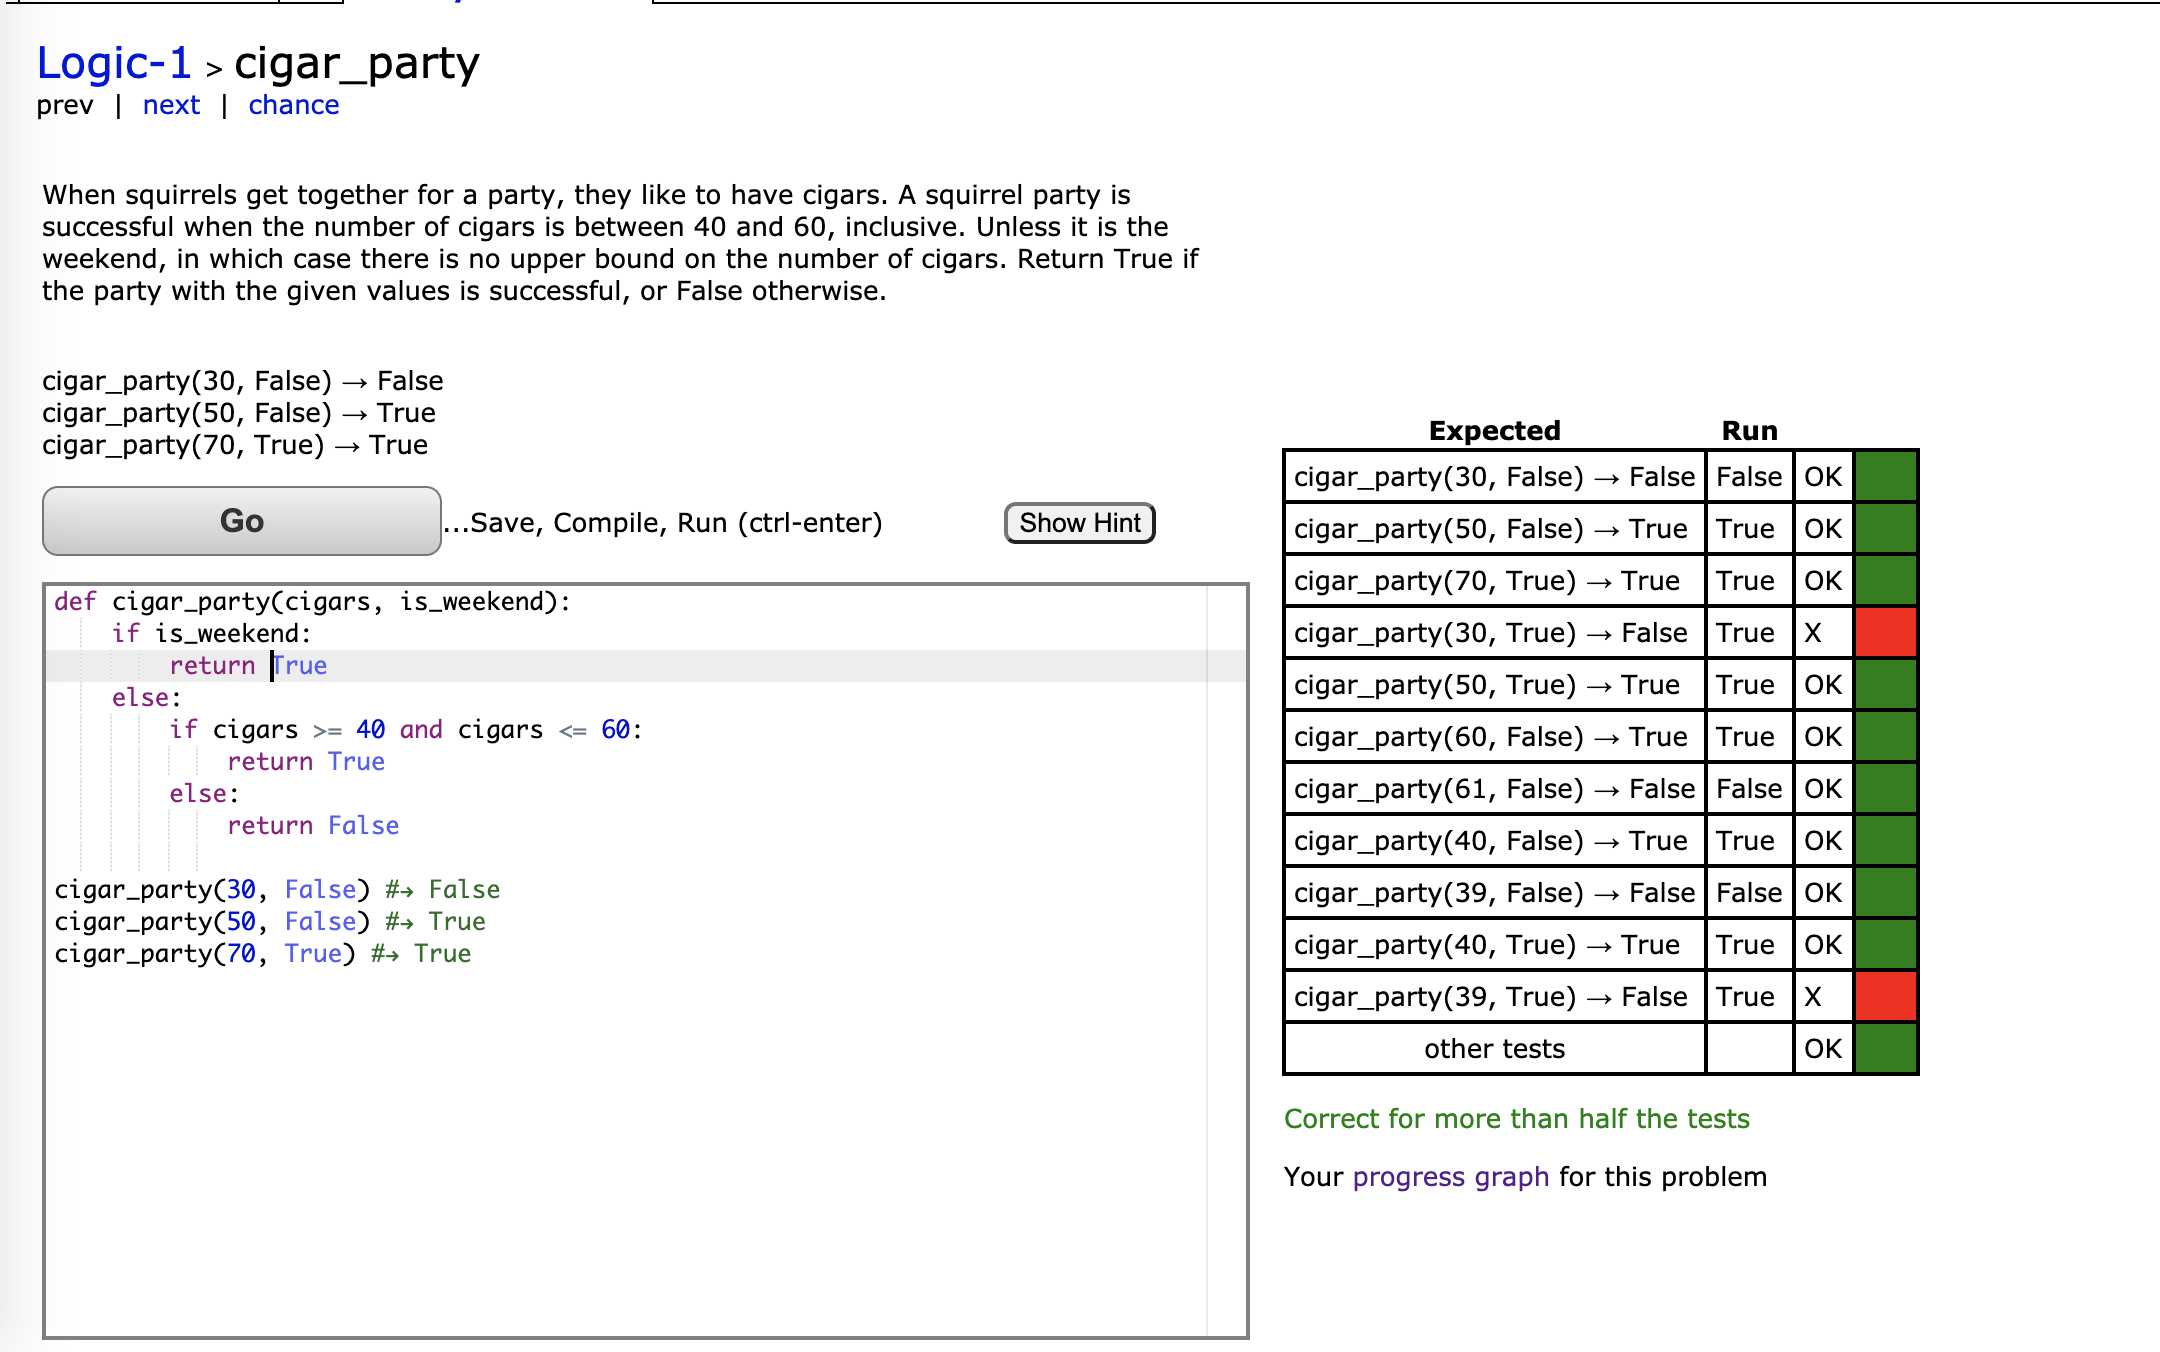 Logic-1 > cigar_party
prev | next | chance
When squirrels get together for a party, they like to have cigars. A squirrel party is
successful when the number of cigars is between 40 and 60, inclusive. Unless it is the
weekend, in which case there is no upper bound on the number of cigars. Return True if
the party with the given values is successful, or False otherwise.
cigar_party(30, False) → False
cigar_party(50, False) → True
cigar_party(70, True) → True
Go ...Save, Compile, Run (ctrl-enter) Show Hint
def cigar_party(cigars, is_weekend):
    if is_weekend:
        return True
    else:
        if cigars >= 40 and cigars <= 60:
            return True
        else:
            return False
cigar_party(30, False) #→ False
cigar_party(50, False) #→ True
cigar_party(70, True) #→ True
Expected Run
cigar_party(30, False) → False False OK
cigar_party(50, False) → True True OK
cigar_party(70, True) → True True OK
cigar_party(30, True) → False True X
cigar_party(50, True) → True True OK
cigar_party(60, False) → True True OK
cigar_party(61, False) → False False OK
cigar_party(40, False) → True True OK
cigar_party(39, False) → False False OK
cigar_party(40, True) → True True OK
cigar_party(39, True) → False True X
other tests OK
Correct for more than half the tests
Your progress graph for this problem